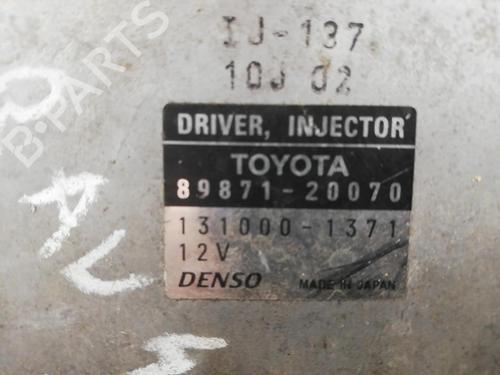 B-PARTS
IJ-137
10J 02
DRIVER, INJECTOR
TOYOTA
89871-20070
131000-1371
12V
DENSO MADE IN JAPAN